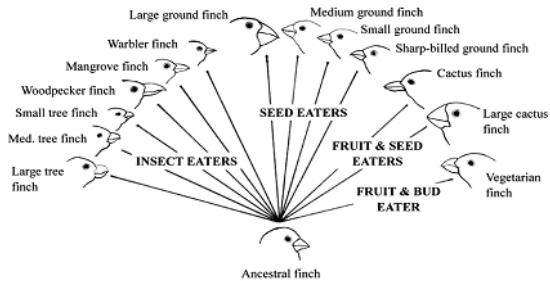 Large ground finch
Medium ground finch
Small ground finch
Sharp-billed ground finch
Warbler finch
Mangrove finch
Woodpecker finch
Small tree finch
Med. tree finch
Large tree
finch
Cactus finch
Large cactus
finch
Vegetarian
finch
SEED EATERS
INSECT EATERS
FRUIT & SEED
EATERS
FRUIT & BUD
EATER
Ancestral finch